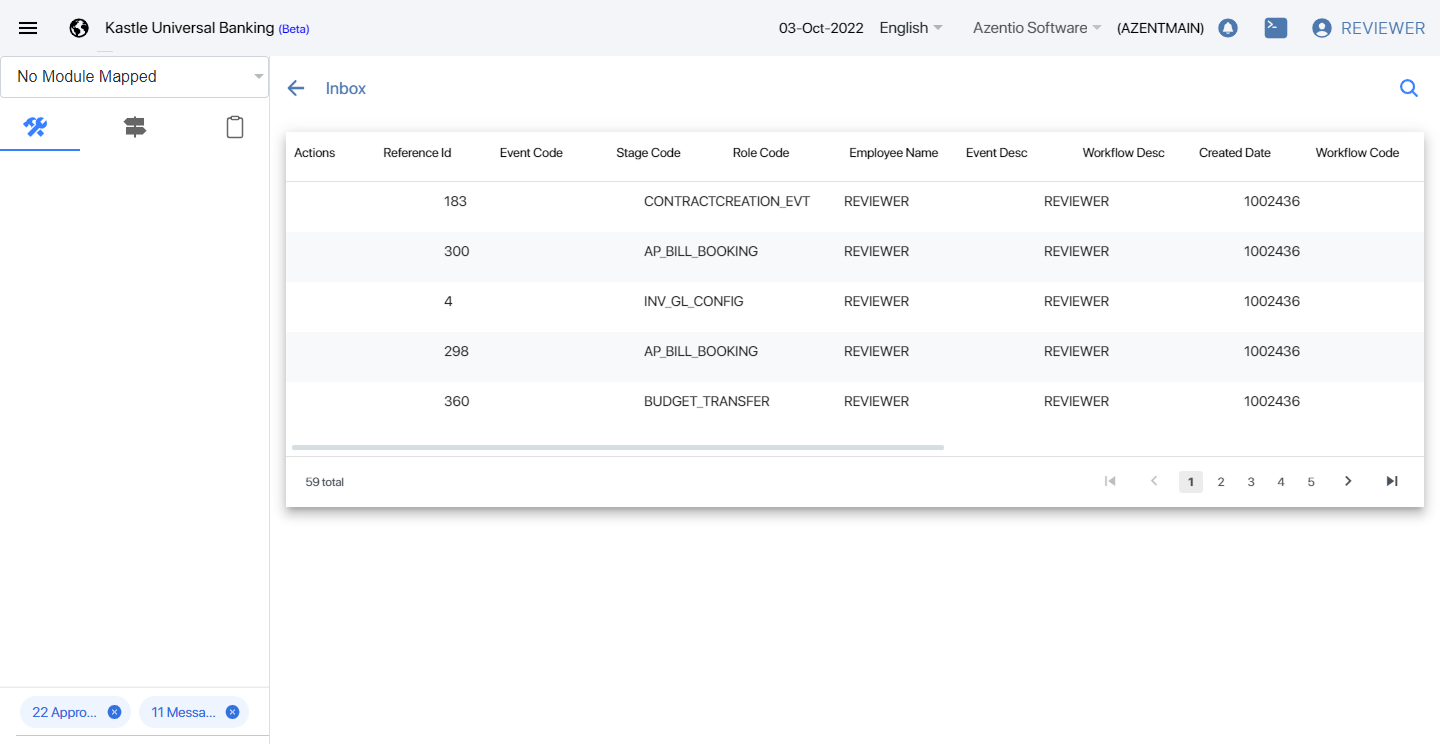 Kastle Universal Banking (Beta) 03-Oct-2022 English Azentio Software (AZENTMAIN) REVIEWER
No Module Mapped
Inbox
Actions Reference Id Event Code Stage Code Role Code Employee Name Event Desc Workflow Desc Created Date Workflow Code
183 CONTRACTCREATION_EVT REVIEWER REVIEWER 1002436
300 AP_BILL_BOOKING REVIEWER REVIEWER 1002436
4 INV_GL_CONFIG REVIEWER REVIEWER 1002436
298 AP_BILL_BOOKING REVIEWER REVIEWER 1002436
360 BUDGET_TRANSFER REVIEWER REVIEWER 1002436
59 total 1 2 3 4 5
22 Appro... 11 Messa...